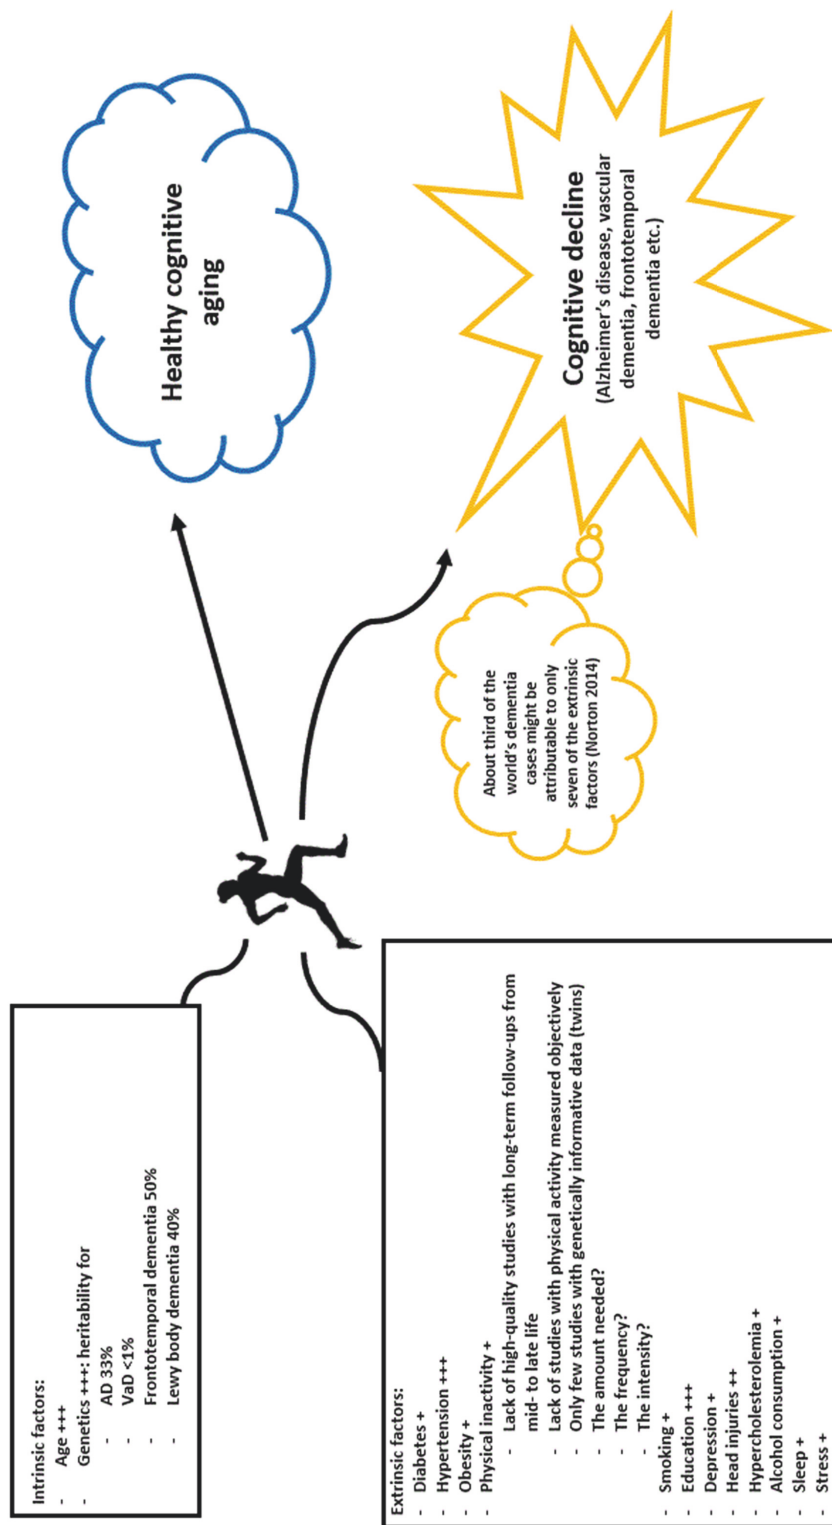 Intrinsic factors:
- Age +++
- Genetics +++: heritability for
- AD 33%
- VaD <1%
- Frontotemporal dementia 50%
- Lewy body dementia 40%
Extrinsic factors:
- Diabetes +
- Hypertension +++
- Obesity +
- Physical inactivity +
- Lack of high-quality studies with long-term follow-ups from
mid- to late life
- Lack of studies with physical activity measured objectively
- Only few studies with genetically informative data (twins)
- The amount needed?
- The frequency?
- The intensity?
- Smoking +
- Education +++
- Depression +
- Head injuries ++
- Hypercholesterolemia +
- Alcohol consumption +
- Sleep +
- Stress +
Healthy cognitive
aging
About third of the
world's dementia
cases might be
attributable to only
seven of the extrinsic
factors (Norton 2014)
Cognitive decline
(Alzheimer's disease, vascular
dementia, frontotemporal
dementia etc.)